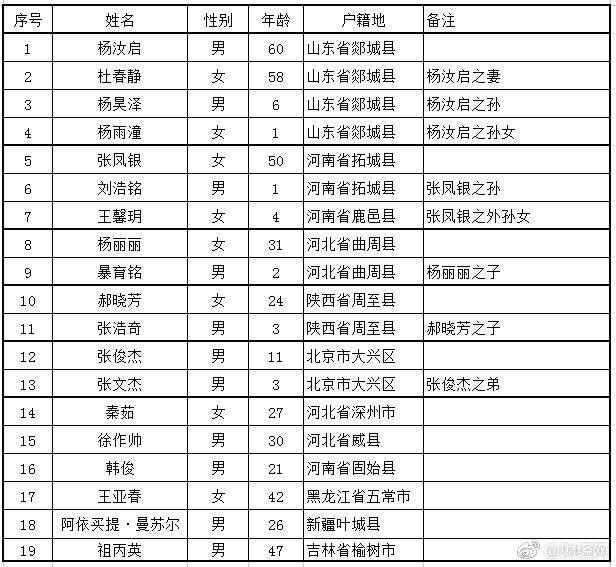 序号 姓名 性别 年龄 户籍地 备注
1 杨汝启 男 60 山东省郯城县
2 杜春静 女 58 山东省郯城县 杨汝启之妻
3 杨昊泽 男 6 山东省郯城县 杨汝启之孙
4 杨雨潼 女 1 山东省郯城县 杨汝启之孙女
5 张凤银 女 50 河南省拓城县
6 刘浩铭 男 1 河南省拓城县 张凤银之孙
7 王馨玥 女 4 河南省鹿邑县 张凤银之外孙女
8 杨丽丽 女 31 河北省曲周县
9 暴育铭 男 2 河北省曲周县 杨丽丽之子
10 郝晓芳 女 24 陕西省周至县
11 张浩奇 男 3 陕西省周至县 郝晓芳之子
12 张俊杰 男 11 北京市大兴区
13 张文杰 男 3 北京市大兴区 张俊杰之弟
14 秦茹 女 27 河北省深州市
15 徐作帅 男 30 河北省威县
16 韩俊 男 21 河南省固始县
17 王亚春 女 42 黑龙江省五常市
18 阿依买提·曼苏尔 男 26 新疆叶城县
19 祖丙英 男 47 吉林省榆树市
@财经网